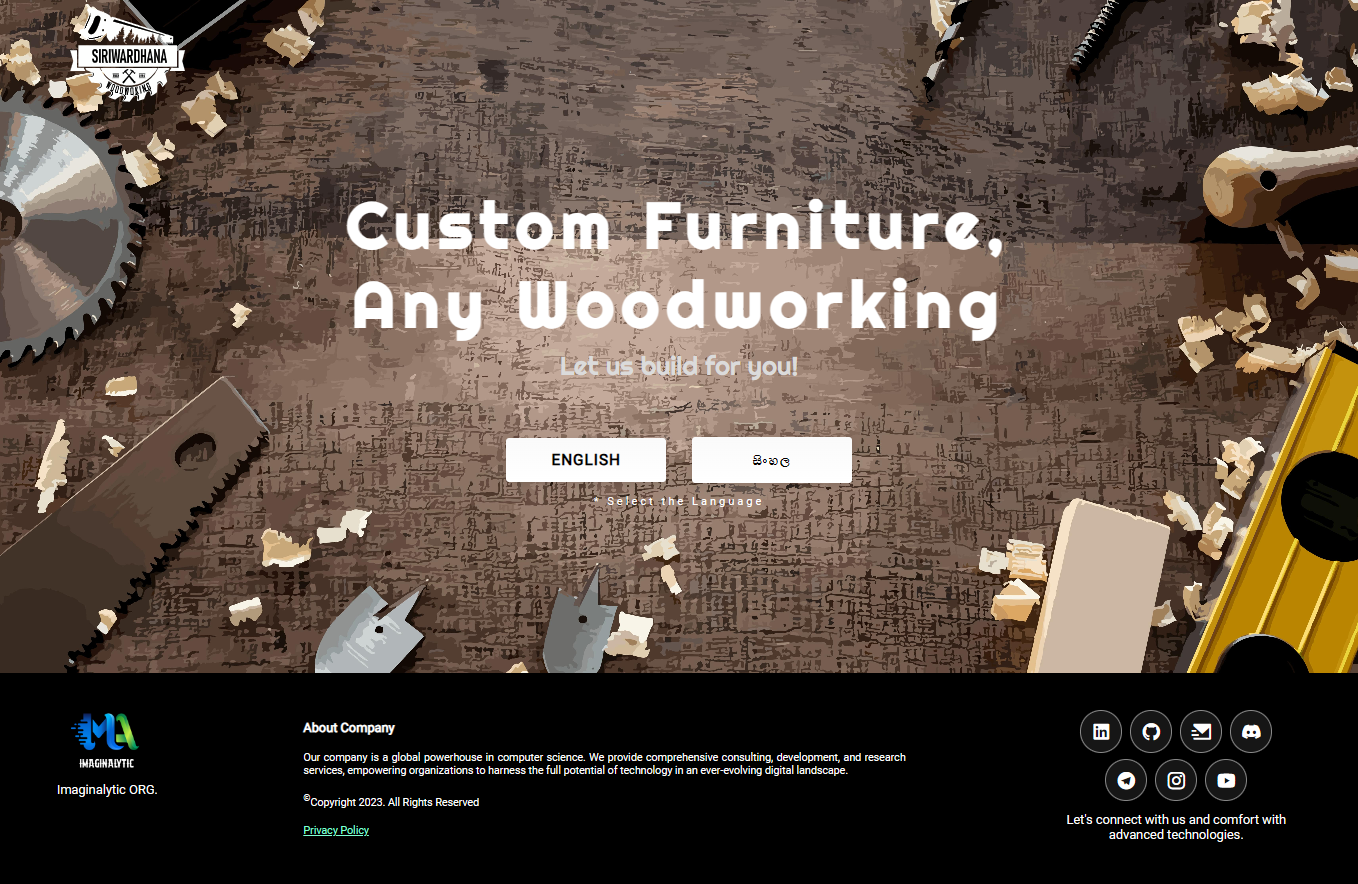 SIRIWARDHANA
WOODWORKING
Custom Furniture,
Any Woodworking
Let us build for you!
ENGLISH
සිංහල
* Select the Language
IMAGINALYTIC
Imaginalytic ORG.
About Company
Our company is a global powerhouse in computer science. We provide comprehensive consulting, development, and research
services, empowering organizations to harness the full potential of technology in an ever-evolving digital landscape.
©Copyright 2023. All Rights Reserved
Privacy Policy
Let's connect with us and comfort with
advanced technologies.